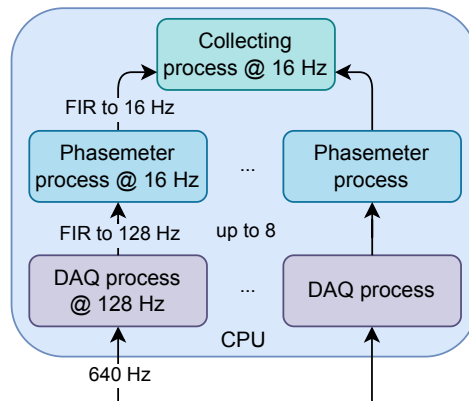 Collecting
process @ 16 Hz
FIR to 16 Hz
Phasemeter
process @ 16 Hz
...
Phasemeter
process
FIR to 128 Hz
up to 8
DAQ process
@ 128 Hz
...
DAQ process
CPU
640 Hz